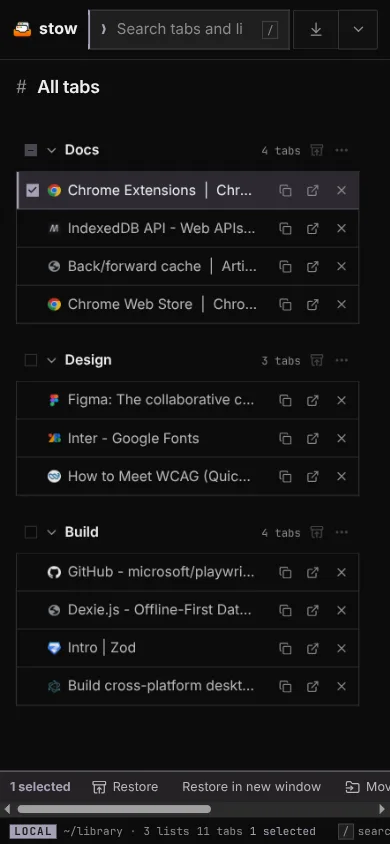 stow ❭ Search tabs and li /
# All tabs
Docs 4 tabs
Chrome Extensions | Chr...
IndexedDB API - Web APIs...
Back/forward cache | Arti...
Chrome Web Store | Chro...
Design 3 tabs
Figma: The collaborative c...
Inter - Google Fonts
How to Meet WCAG (Quic...
Build 4 tabs
GitHub - microsoft/playwri...
Dexie.js - Offline-First Dat...
Intro | Zod
Build cross-platform deskt...
1 selected Restore Restore in new window Mov
LOCAL ~/library · 3 lists 11 tabs 1 selected / searc